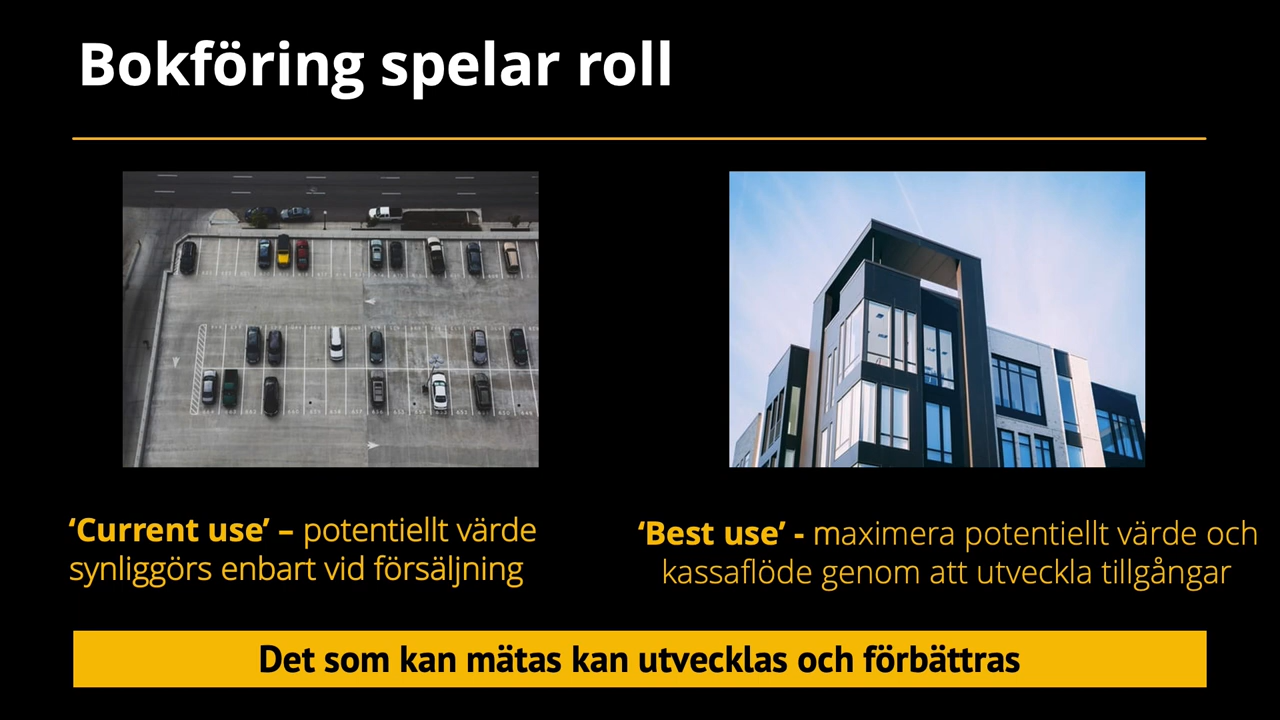 Bokföring spelar roll
‘Current use’ – potentiellt värde
synliggörs enbart vid försäljning
‘Best use’ - maximera potentiellt värde och
kassaflöde genom att utveckla tillgångar
Det som kan mätas kan utvecklas och förbättras